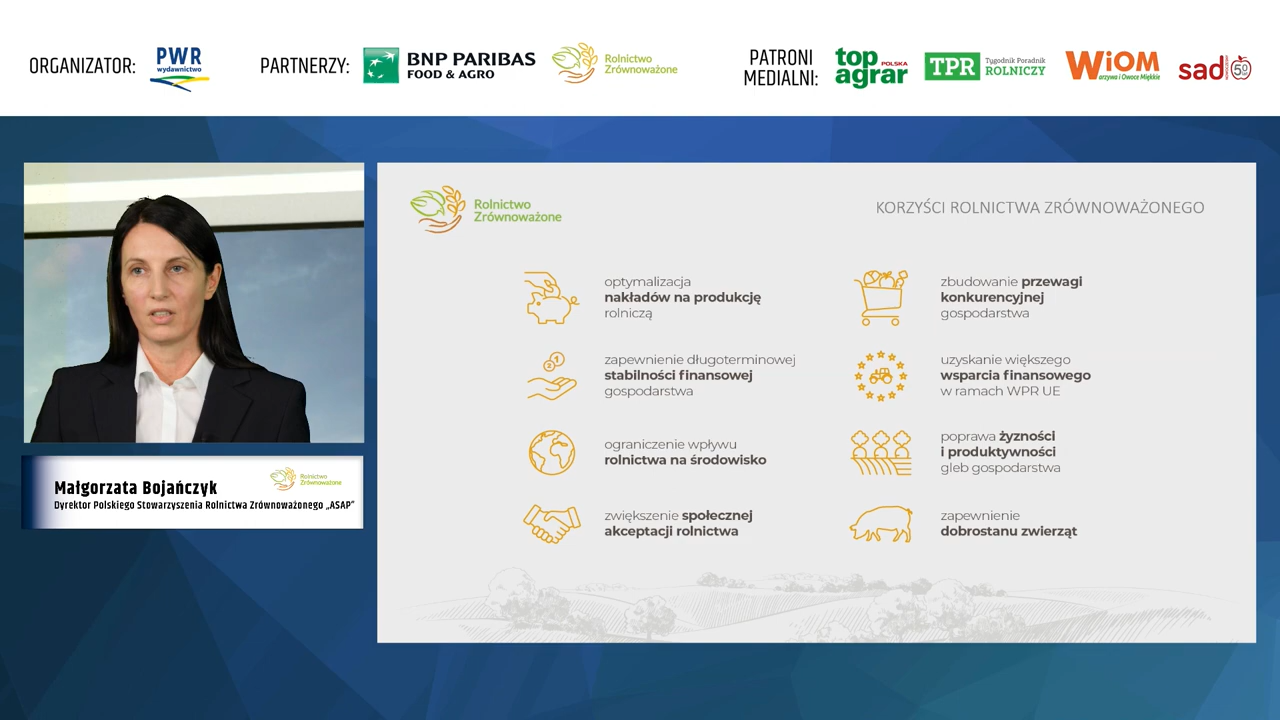 ORGANIZATOR:
PWR
wydawnictwo
PARTNERZY:
BNP PARIBAS
FOOD & AGRO
Rolnictwo
Zrównoważone
PATRONI
MEDIALNI:
top
agrar
POLSKA
TPR
Tygodnik Poradnik
ROLNICZY
WiOM
arzywa i Owoce Miękkie
sad
50
Rolnictwo
Zrównoważone
KORZYŚCI ROLNICTWA ZRÓWNOWAŻONEGO
optymalizacja
nakładów na produkcję
rolniczą
zapewnienie długoterminowej
stabilności finansowej
gospodarstwa
ograniczenie wpływu
rolnictwa na środowisko
zwiększenie społecznej
akceptacji rolnictwa
zbudowanie przewagi
konkurencyjnej
gospodarstwa
uzyskanie większego
wsparcia finansowego
w ramach WPR UE
poprawa żyzności
i produktywności
gleb gospodarstwa
zapewnienie
dobrostanu zwierząt
Rolnictwo
Zrównoważone
Małgorzata Bojańczyk
Dyrektor Polskiego Stowarzyszenia Rolnictwa Zrównoważonego „ASAP"